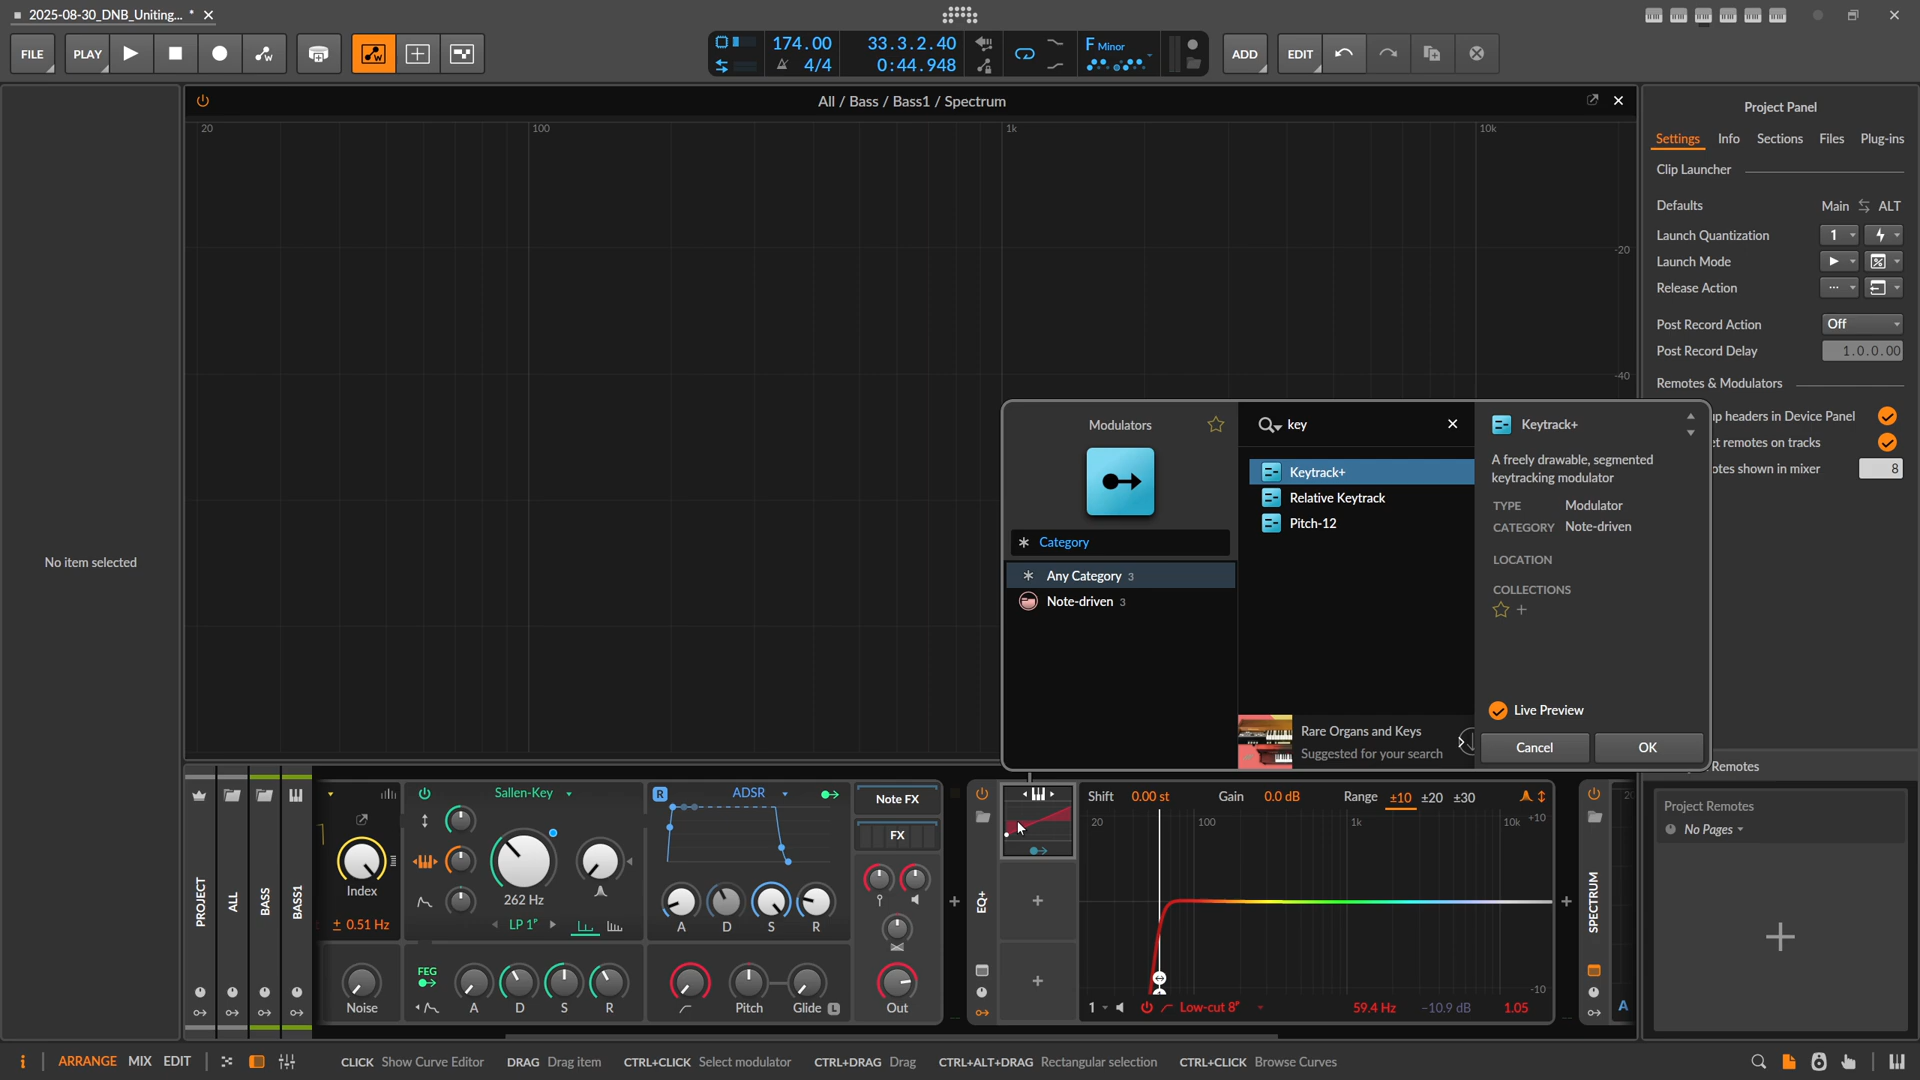 2025-08-30_DNB_Uniting... *
FILE
PLAY
174.00
4/4
33.3.2.40
0:44.948
F Minor
ADD
EDIT
All / Bass / Bass1 / Spectrum
20
100
1k
10k
-20
-40
No item selected
Project Panel
Settings
Info
Sections
Files
Plug-ins
Clip Launcher
Defaults
Main
ALT
Launch Quantization
1
Launch Mode
Release Action
Post Record Action
Off
Post Record Delay
1.0.0.00
Remotes & Modulators
p headers in Device Panel
t remotes on tracks
otes shown in mixer
8
Modulators
Category
Any Category 3
Note-driven 3
key
Keytrack+
Relative Keytrack
Pitch-12
Rare Organs and Keys
Suggested for your search
Keytrack+
A freely drawable, segmented
keytracking modulator
TYPE Modulator
CATEGORY Note-driven
LOCATION
COLLECTIONS
Live Preview
Cancel
OK
Remotes
Project Remotes
No Pages
PROJECT
ALL
BASS
BASS1
Index
± 0.51 Hz
Noise
Sallen-Key
262 Hz
LP 1°
FEG
A
D
S
R
R
ADSR
A
D
S
R
Pitch
Glide
L
Note FX
FX
Out
EQ+
Shift 0.00 st
Gain 0.0 dB
Range ±10 ±20 ±30
20
100
1k
10k
+10
-10
1
Low-cut 8°
59.4 Hz
-10.9 dB
1.05
SPECTRUM
20
A
ARRANGE
MIX
EDIT
CLICK Show Curve Editor
DRAG Drag item
CTRL+CLICK Select modulator
CTRL+DRAG Drag
CTRL+ALT+DRAG Rectangular selection
CTRL+CLICK Browse Curves